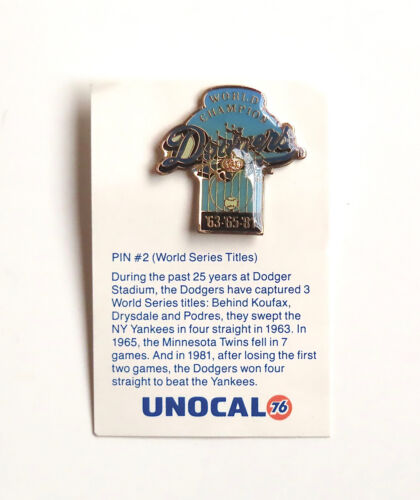 WORLD
CHAMPION
Dodgers
'63-'65-'8
PIN #2 (World Series Titles)
During the past 25 years at Dodger
Stadium, the Dodgers have captured 3
World Series titles: Behind Koufax,
Drysdale and Podres, they swept the
NY Yankees in four straight in 1963. In
1965, the Minnesota Twins fell in 7
games. And in 1981, after losing the first
two games, the Dodgers won four
straight to beat the Yankees.
UNOCAL 76